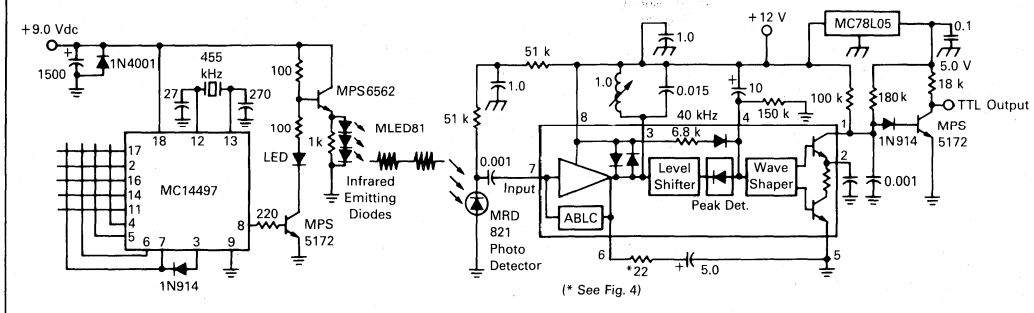 +9.0 Vdc
1500
1N4001
455
kHz
27
270
100
MPS6562
100
1k
MLED81
LED
Infrared
Emitting
Diodes
18
12
13
17
2
16
14
11
4
5
MC14497
6
7
3
9
8
220
MPS
5172
1N914
51 k
51 k
1.0
0.001
7
Input
MRD
821
Photo
Detector
1.0
1.0
0.015
+12 V
10
150 k
MC78L05
0.1
5.0 V
18 k
100 k
180 k
TTL Output
MPS
5172
1N914
0.001
40 kHz
8
3
6.8 k
4
1
2
Level
Shifter
Peak Det.
Wave
Shaper
ABLC
6
5
*22
+
5.0
(* See Fig. 4)